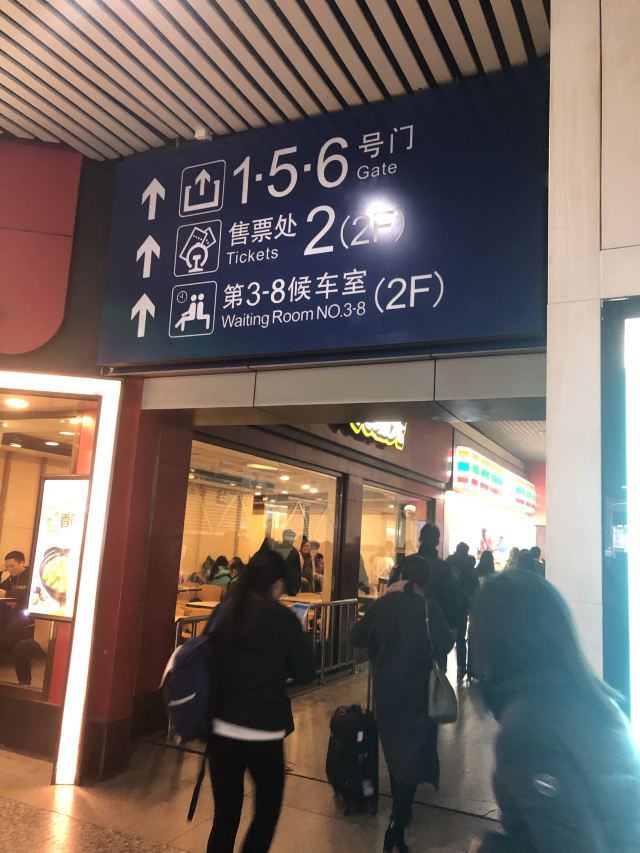 1·5·6 号门
Gate
售票处 2 (2F)
Tickets
第3-8候车室 (2F)
Waiting Room NO.3-8
香